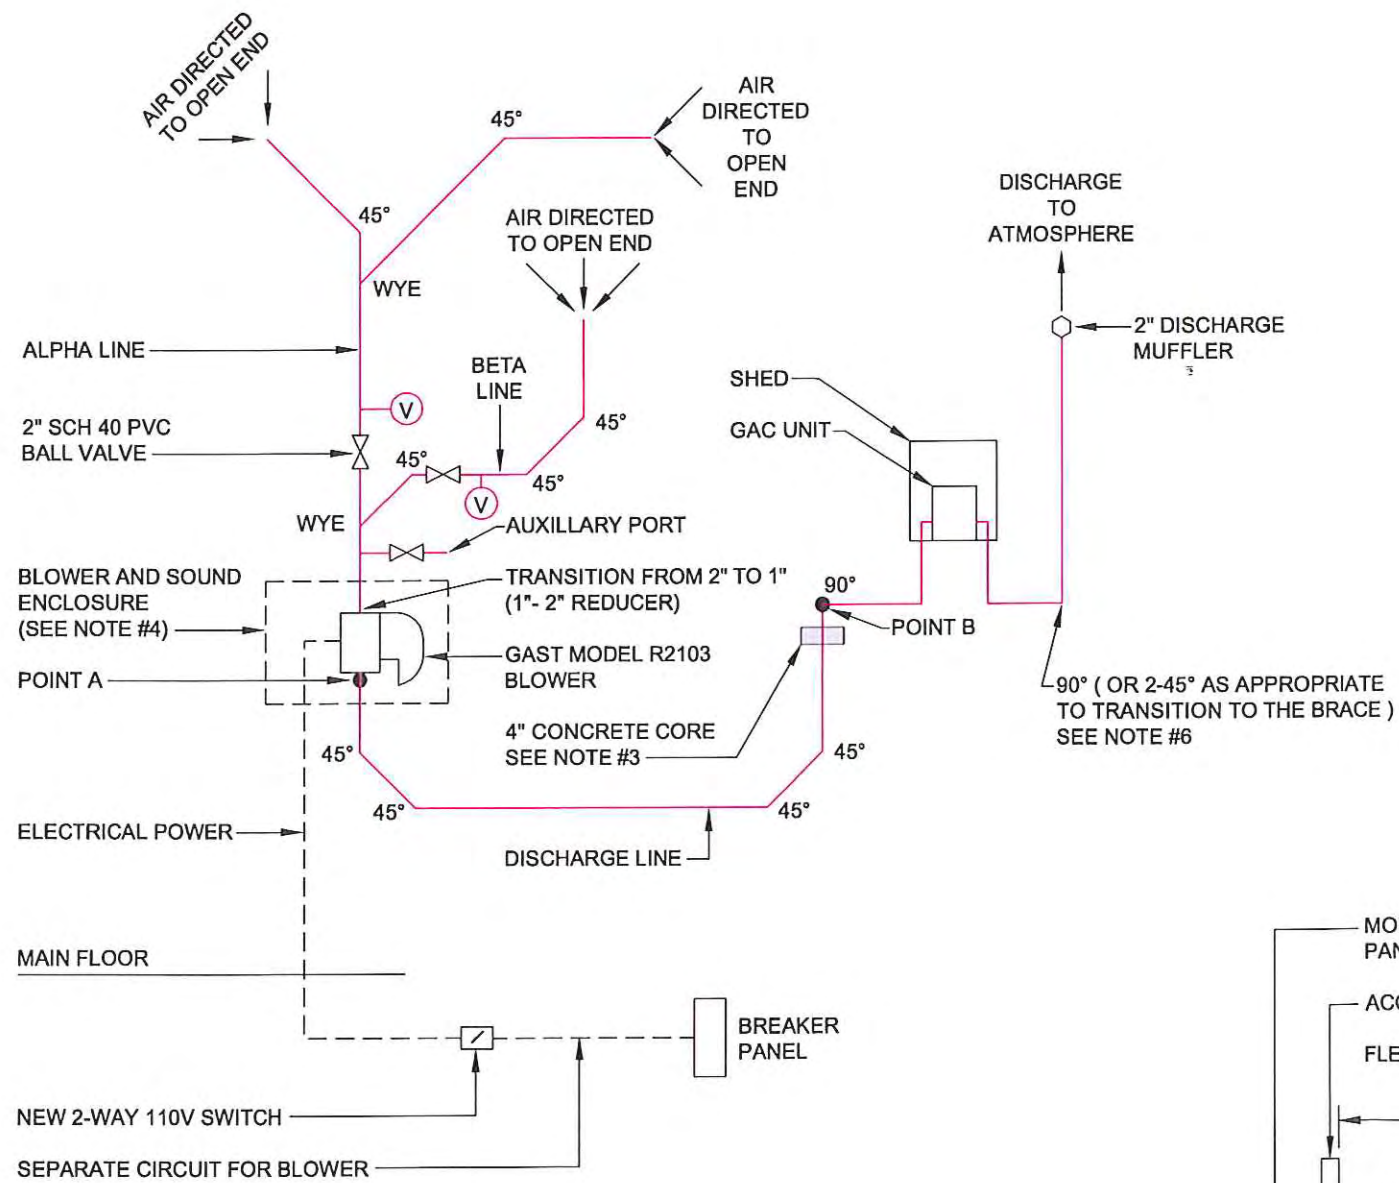 AIR DIRECTED
TO OPEN END
45°
AIR
DIRECTED
TO
OPEN
END
DISCHARGE
TO
ATMOSPHERE
45°
AIR DIRECTED
TO OPEN END
WYE
2" DISCHARGE
MUFFLER
ALPHA LINE
BETA
LINE
SHED
V
2" SCH 40 PVC
BALL VALVE
45°
GAC UNIT
45°
45°
V
WYE
AUXILLARY PORT
BLOWER AND SOUND
ENCLOSURE
(SEE NOTE #4)
TRANSITION FROM 2" TO 1"
(1"- 2" REDUCER)
90°
POINT B
GAST MODEL R2103
BLOWER
POINT A
90° ( OR 2-45° AS APPROPRIATE
TO TRANSITION TO THE BRACE )
SEE NOTE #6
4" CONCRETE CORE
SEE NOTE #3
45°
45°
45°
45°
ELECTRICAL POWER
DISCHARGE LINE
MAIN FLOOR
MO
PAN
ACC
FLE
BREAKER
PANEL
NEW 2-WAY 110V SWITCH
SEPARATE CIRCUIT FOR BLOWER